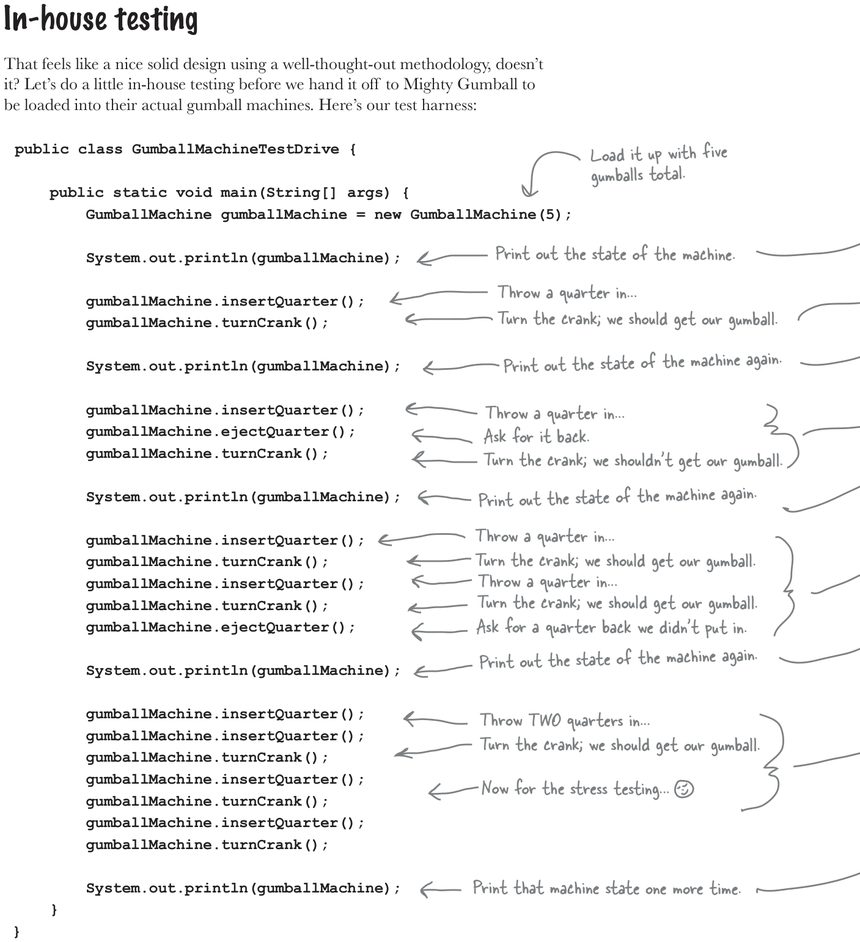 In-house testing
That feels like a nice solid design using a well-thought-out methodology, doesn't
it? Let's do a little in-house testing before we hand it off to Mighty Gumball to
be loaded into their actual gumball machines. Here's our test harness:
public class GumballMachineTestDrive {
Load it up with five
gumballs total.
public static void main(String[] args) {
GumballMachine gumballMachine = new GumballMachine(5);
System.out.println(gumballMachine); Print out the state of the machine.
gumballMachine.insertQuarter(); Throw a quarter in...
gumballMachine.turnCrank(); Turn the crank; we should get our gumball.
System.out.println(gumballMachine); Print out the state of the machine again.
gumballMachine.insertQuarter(); Throw a quarter in...
gumballMachine.ejectQuarter(); Ask for it back.
gumballMachine.turnCrank(); Turn the crank; we shouldn't get our gumball.
System.out.println(gumballMachine); Print out the state of the machine again.
gumballMachine.insertQuarter(); Throw a quarter in...
gumballMachine.turnCrank(); Turn the crank; we should get our gumball.
gumballMachine.insertQuarter(); Throw a quarter in...
gumballMachine.turnCrank(); Turn the crank; we should get our gumball.
gumballMachine.ejectQuarter(); Ask for a quarter back we didn't put in.
System.out.println(gumballMachine); Print out the state of the machine again.
gumballMachine.insertQuarter(); Throw TWO quarters in...
gumballMachine.insertQuarter();
gumballMachine.turnCrank(); Turn the crank; we should get our gumball.
gumballMachine.insertQuarter(); Now for the stress testing...
gumballMachine.turnCrank();
gumballMachine.insertQuarter();
gumballMachine.turnCrank();
System.out.println(gumballMachine); Print that machine state one more time.
}
}